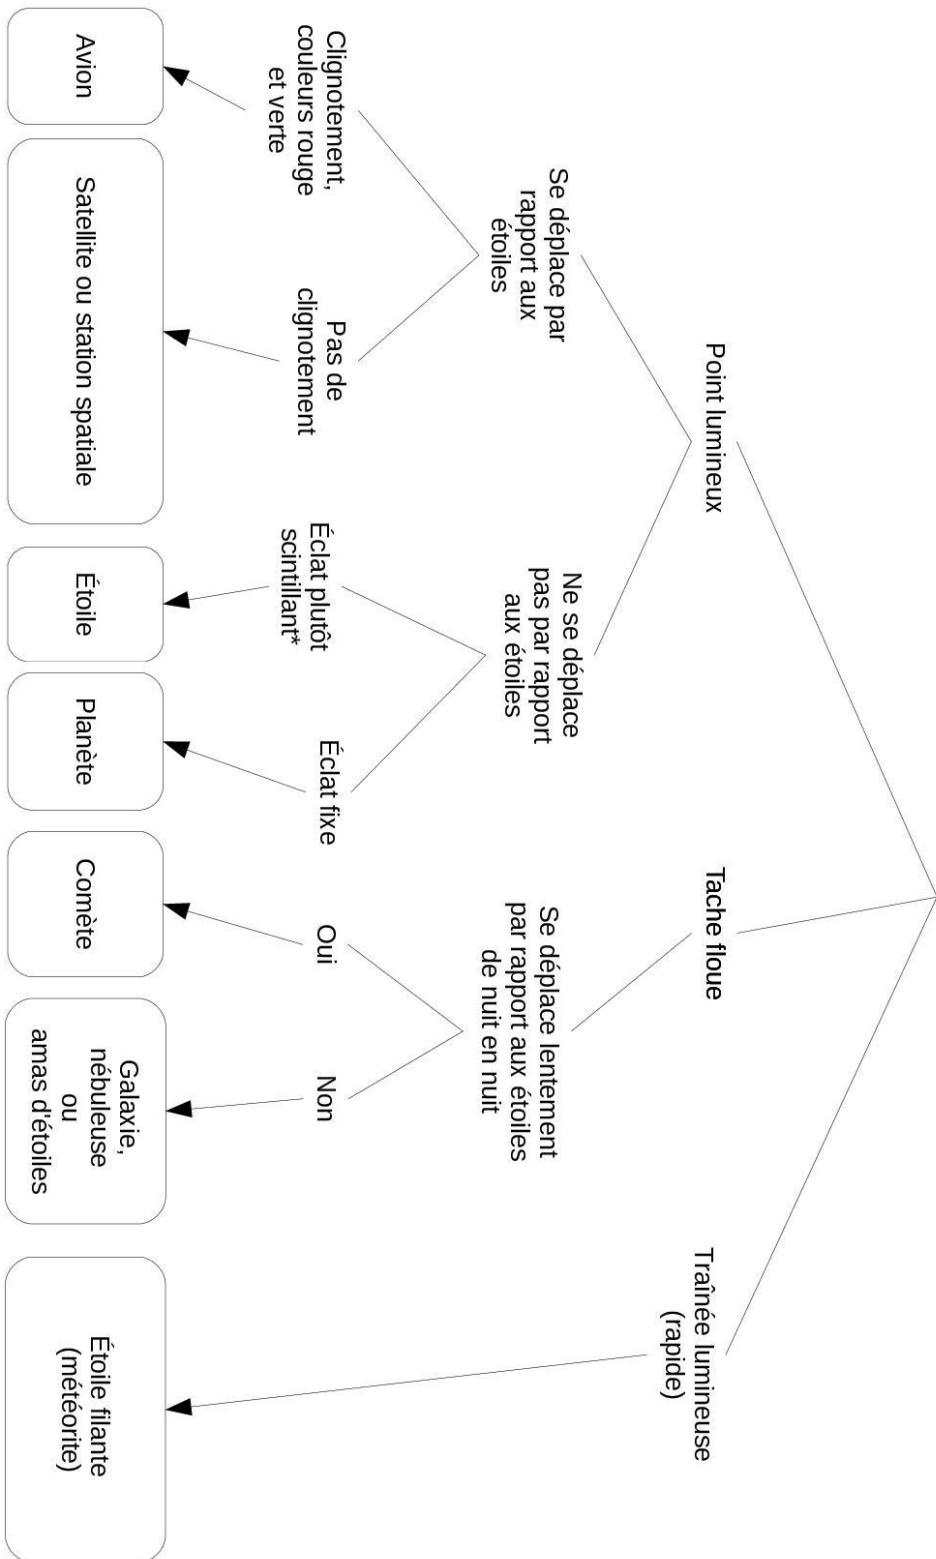 Point lumineux
Tache floue
Traînée lumineuse
(rapide)
Se déplace par
rapport aux
étoiles
Ne se déplace
pas par rapport
aux étoiles
Se déplace lentement
par rapport aux étoiles
de nuit en nuit
Clignotement,
couleurs rouge
et verte
Pas de
clignotement
Éclat plutôt
scintillant*
Éclat fixe
Oui
Non
Avion
Satellite ou station spatiale
Étoile
Planète
Comète
Galaxie,
nébuleuse
ou
amas d'étoiles
Étoile filante
(météorite)